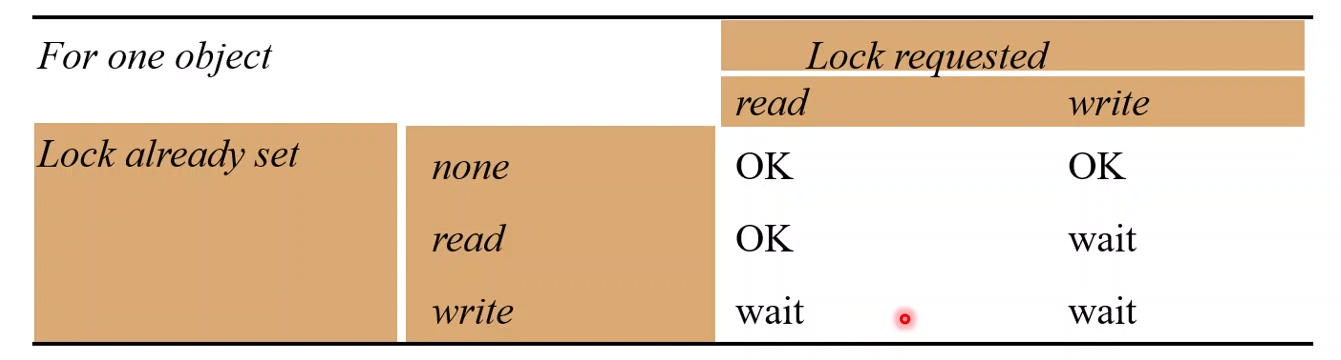 For one object
Lock requested
read write
Lock already set
none OK OK
read OK wait
write wait wait